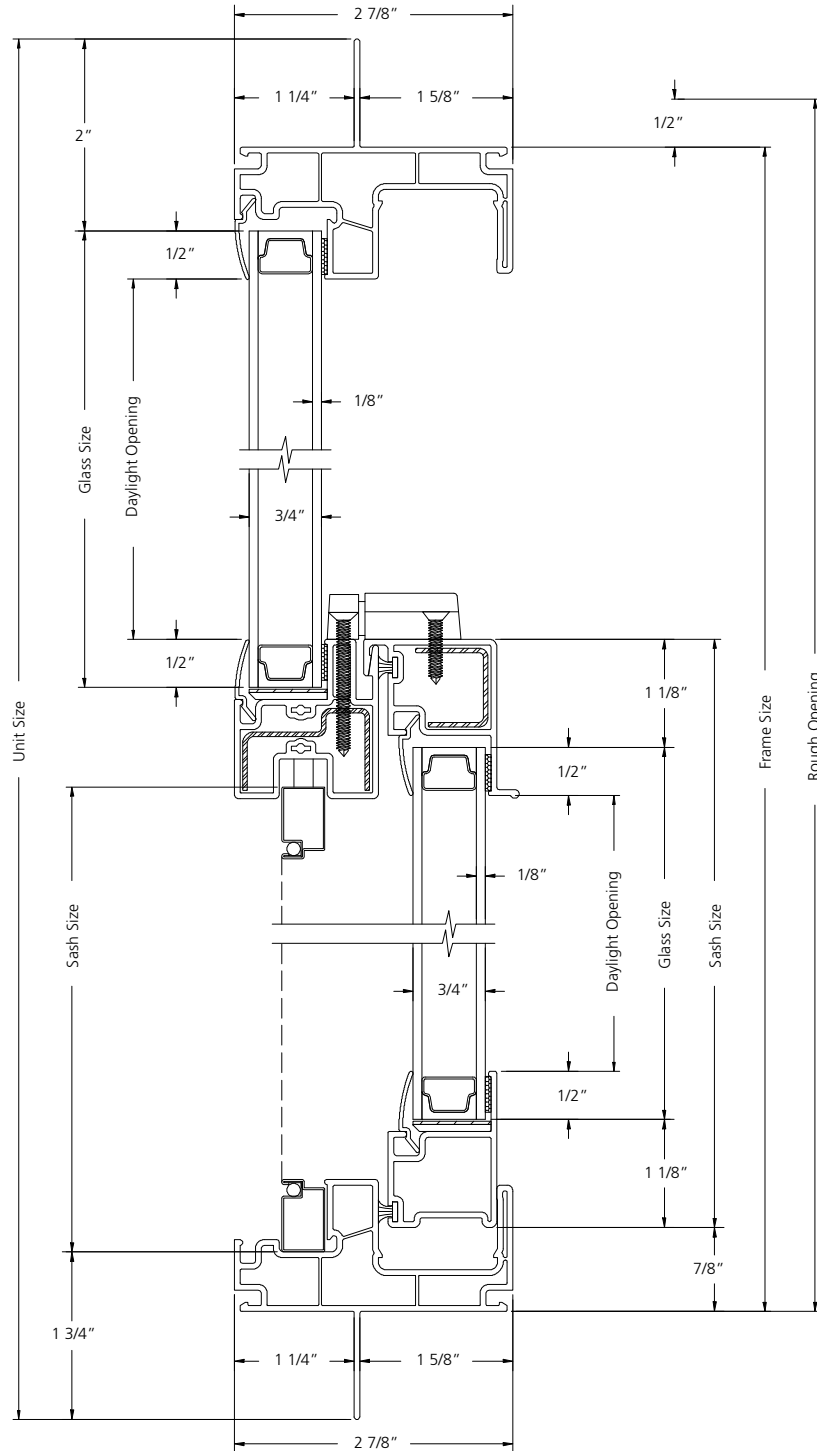 2 7/8”
1 1/4”
1 5/8”
2”
1/2”
1/2”
1/8”
Glass Size
Daylight Opening
3/4”
1/2”
1 1/8”
Unit Size
Frame Size
Rough Opening
1/2”
1/8”
Sash Size
Daylight Opening
Glass Size
Sash Size
3/4”
1/2”
1 1/8”
7/8”
1 3/4”
1 1/4”
1 5/8”
2 7/8”